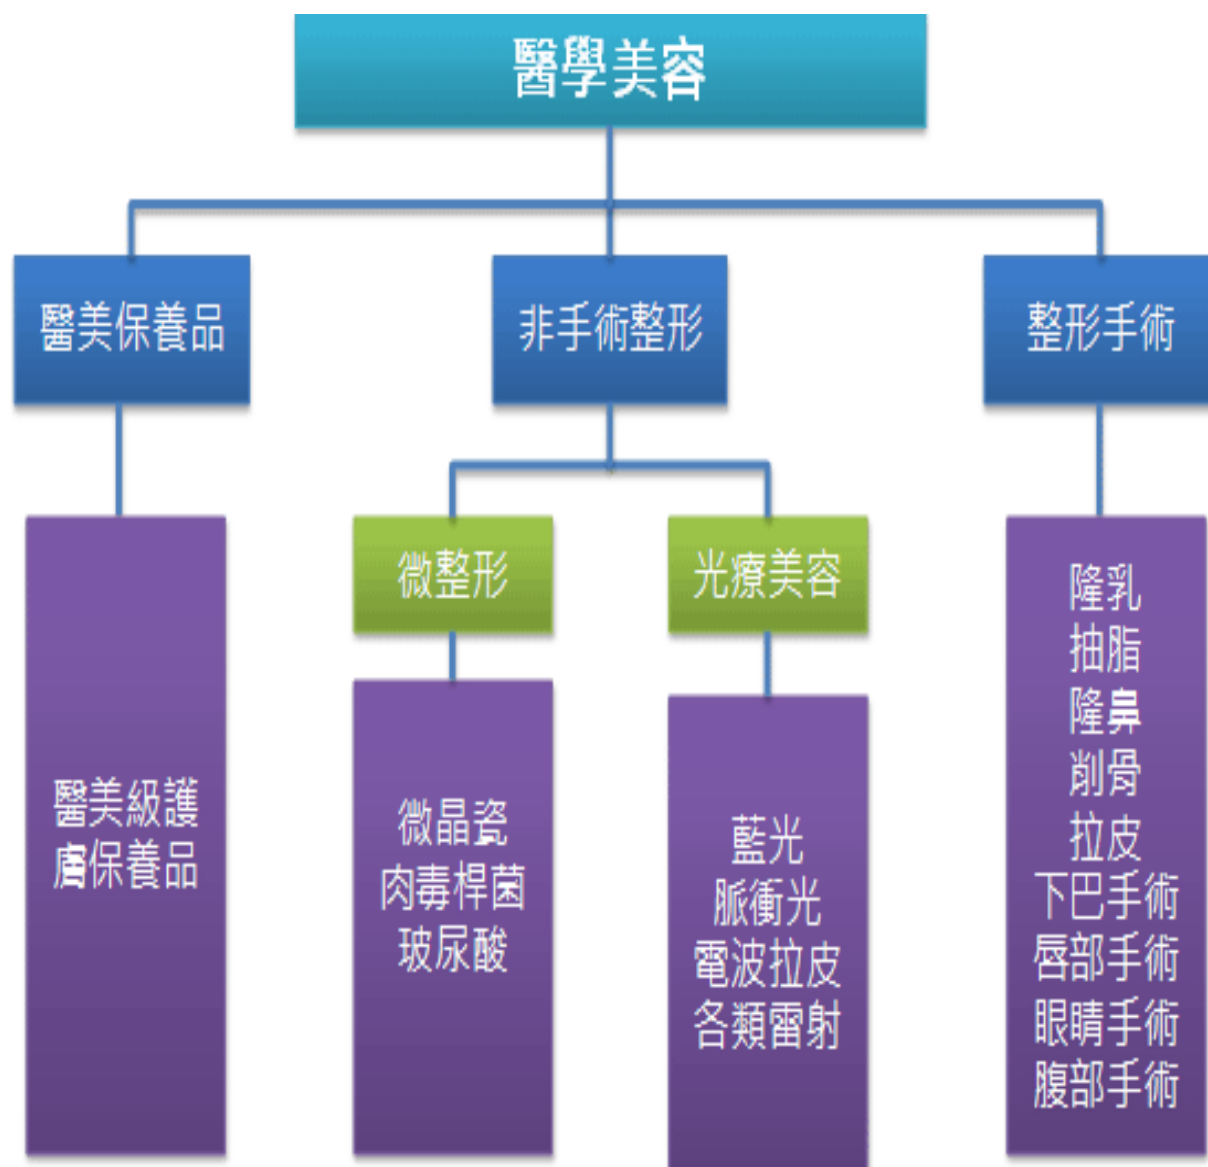 醫學美容
醫美保養品
非手術整形
整形手術
微整形
光療美容
醫美級護
膚保養品
微晶瓷
肉毒桿菌
玻尿酸
藍光
脈衝光
電波拉皮
各類雷射
隆乳
抽脂
隆鼻
削骨
拉皮
下巴手術
唇部手術
眼睛手術
腹部手術